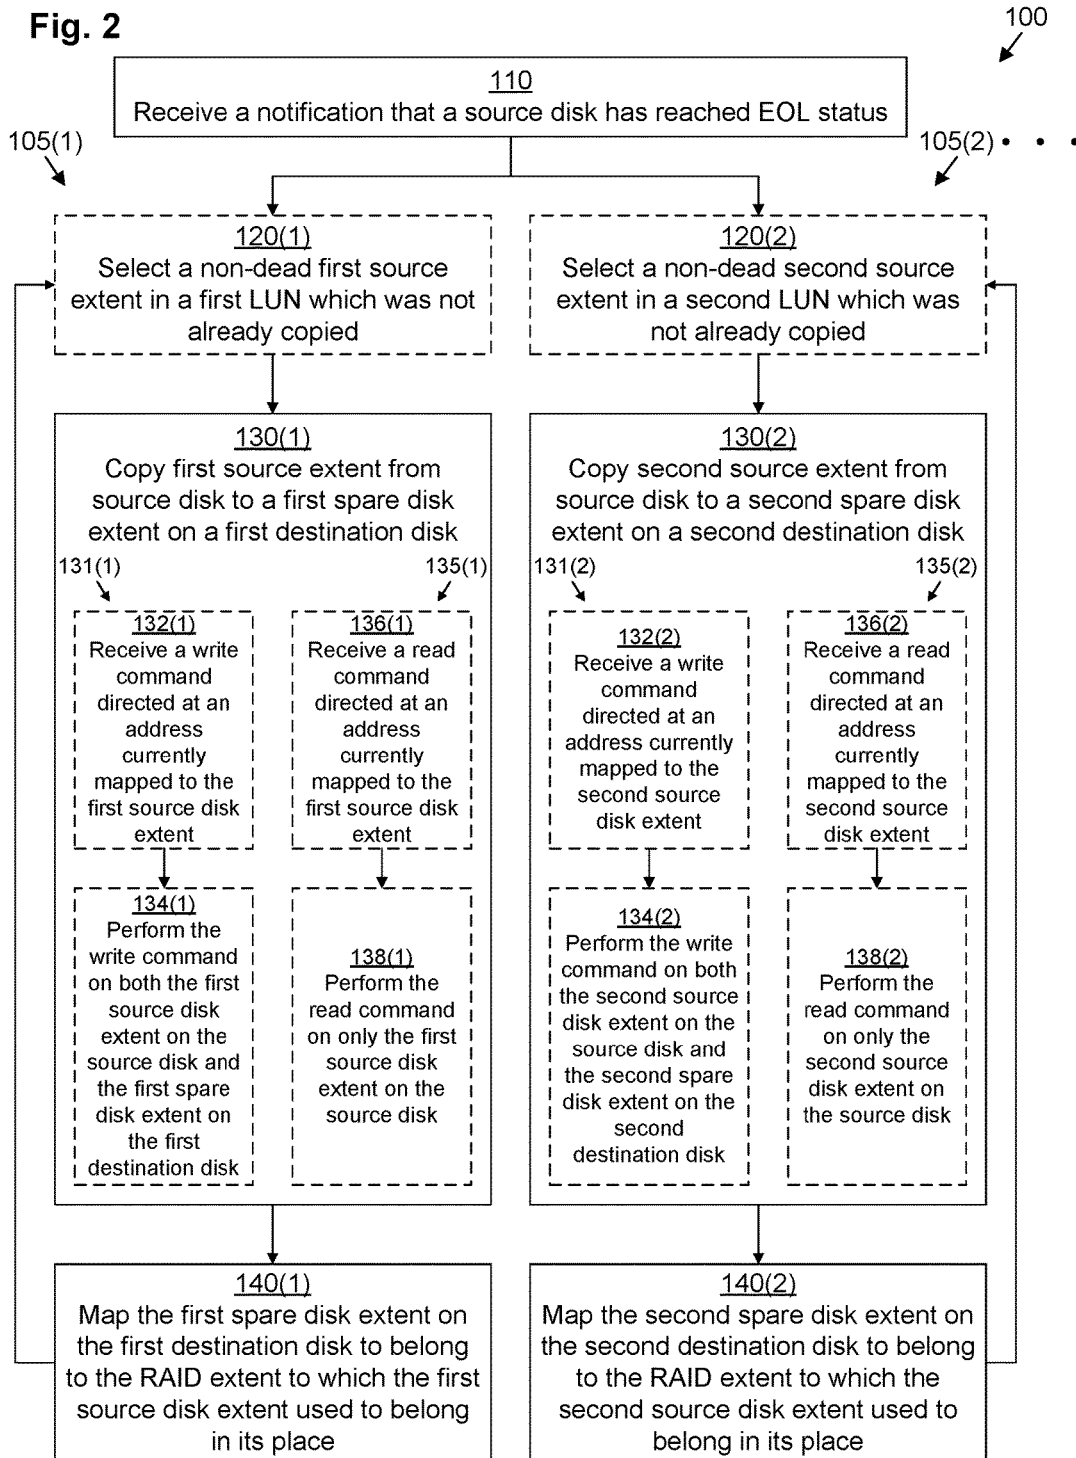 Fig. 2
100
110
Receive a notification that a source disk has reached EOL status
105(1)
105(2) • • •
120(1)
Select a non-dead first source
extent in a first LUN which was not
already copied
120(2)
Select a non-dead second source
extent in a second LUN which was
not already copied
130(1)
Copy first source extent from
source disk to a first spare disk
extent on a first destination disk
131(1)
135(1)
132(1)
Receive a write
command
directed at an
address
currently
mapped to the
first source disk
extent
136(1)
Receive a read
command
directed at an
address
currently
mapped to the
first source disk
extent
134(1)
Perform the
write command
on both the first
source disk
extent on the
source disk and
the first spare
disk extent on
the first
destination disk
138(1)
Perform the
read command
on only the first
source disk
extent on the
source disk
130(2)
Copy second source extent from
source disk to a second spare disk
extent on a second destination disk
131(2)
135(2)
132(2)
Receive a write
command
directed at an
address currently
mapped to the
second source
disk extent
136(2)
Receive a read
command
directed at an
address
currently
mapped to the
second source
disk extent
134(2)
Perform the write
command on both
the second source
disk extent on the
source disk and
the second spare
disk extent on the
second
destination disk
138(2)
Perform the
read command
on only the
second source
disk extent on
the source disk
140(1)
Map the first spare disk extent on
the first destination disk to belong
to the RAID extent to which the first
source disk extent used to belong
in its place
140(2)
Map the second spare disk extent on
the second destination disk to belong
to the RAID extent to which the
second source disk extent used to
belong in its place